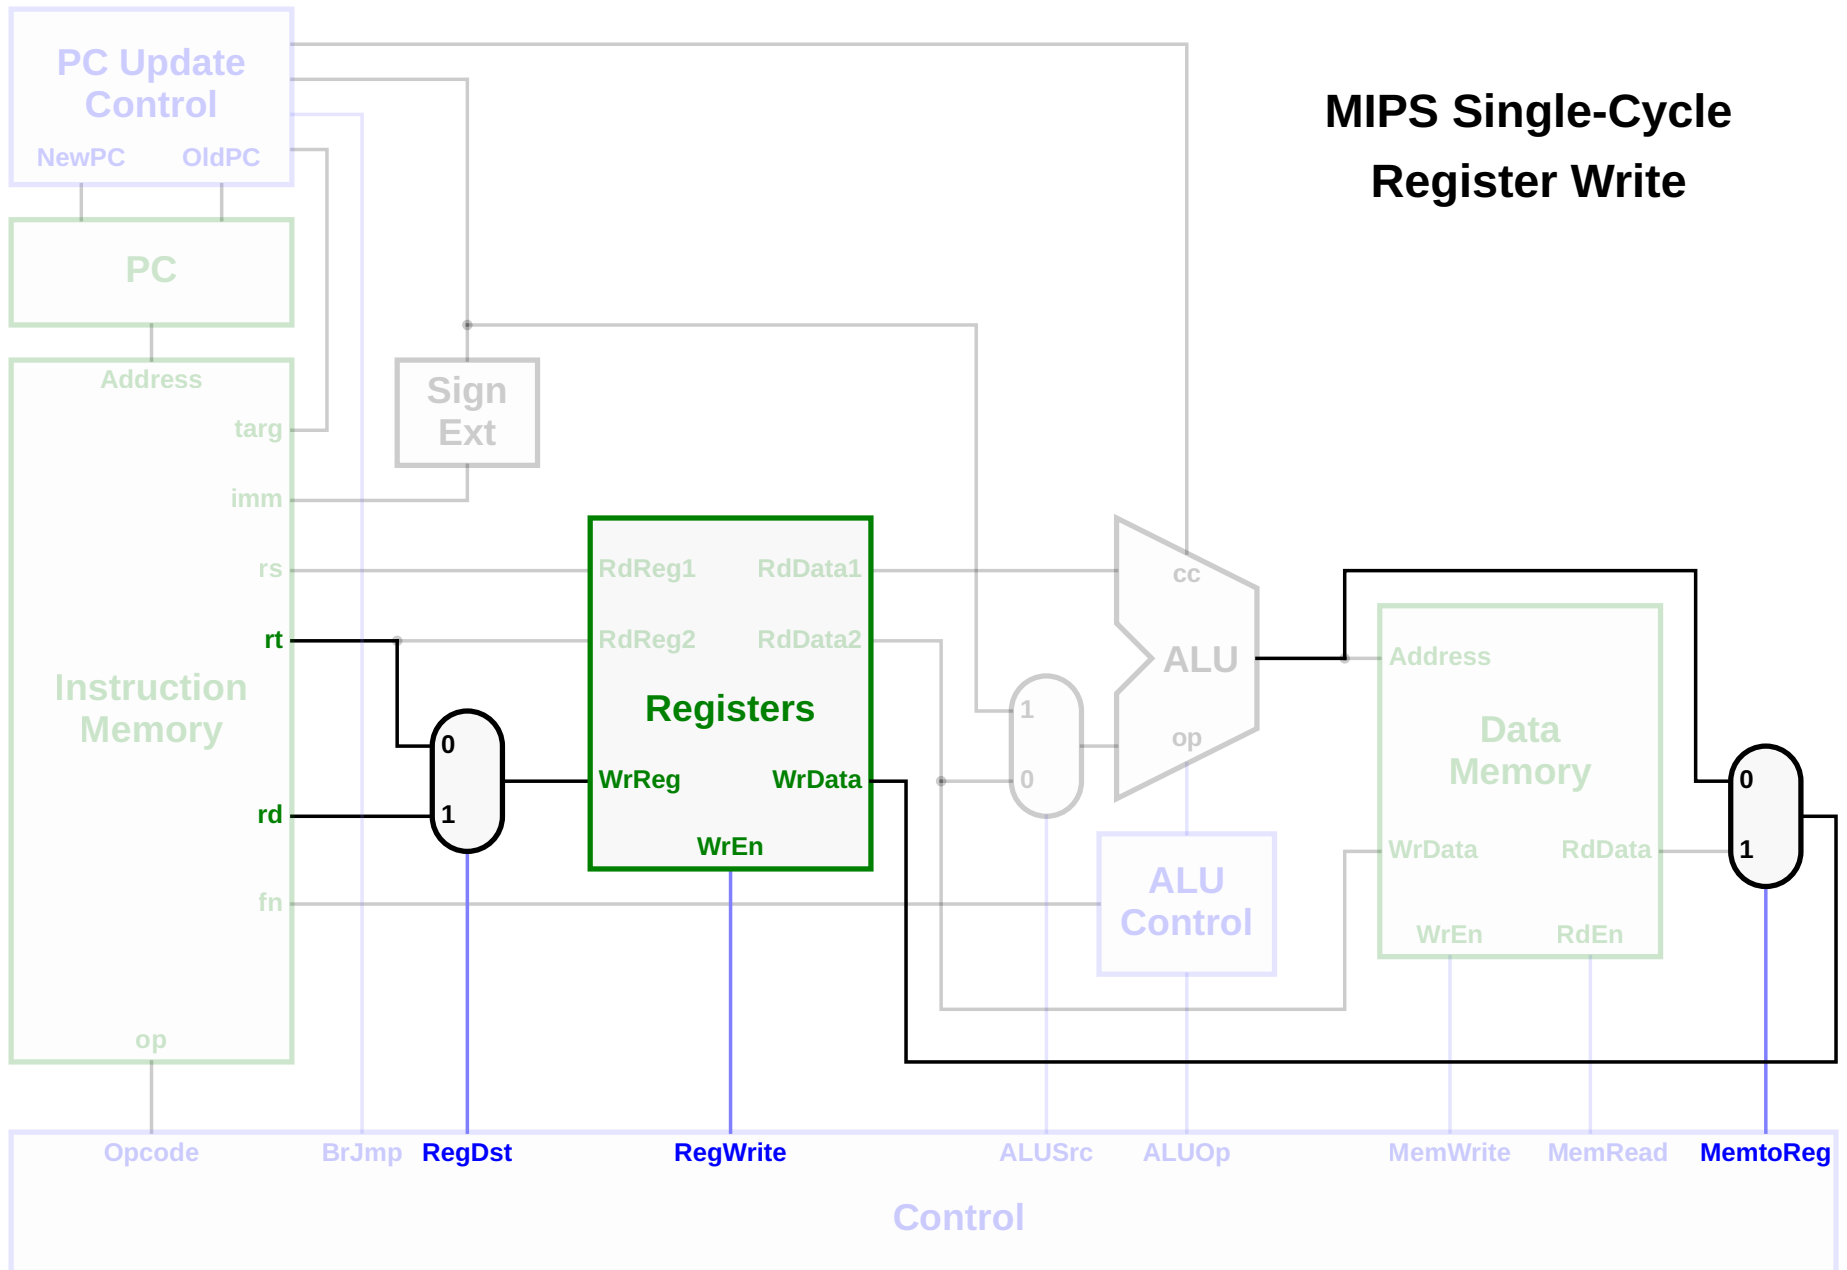 PC Update
Control
NewPC OldPC
MIPS Single-Cycle
Register Write
PC
Address
targ
imm
rs
rt
rd
fn
op
Instruction
Memory
Sign
Ext
RdReg1 RdData1
RdReg2 RdData2
Registers
WrReg WrData
WrEn
0
1
1
0
cc
ALU
op
ALU
Control
Address
Data
Memory
WrData RdData
WrEn RdEn
0
1
Opcode BrJmp RegDst RegWrite ALUSrc ALUOp MemWrite MemRead MemtoReg
Control